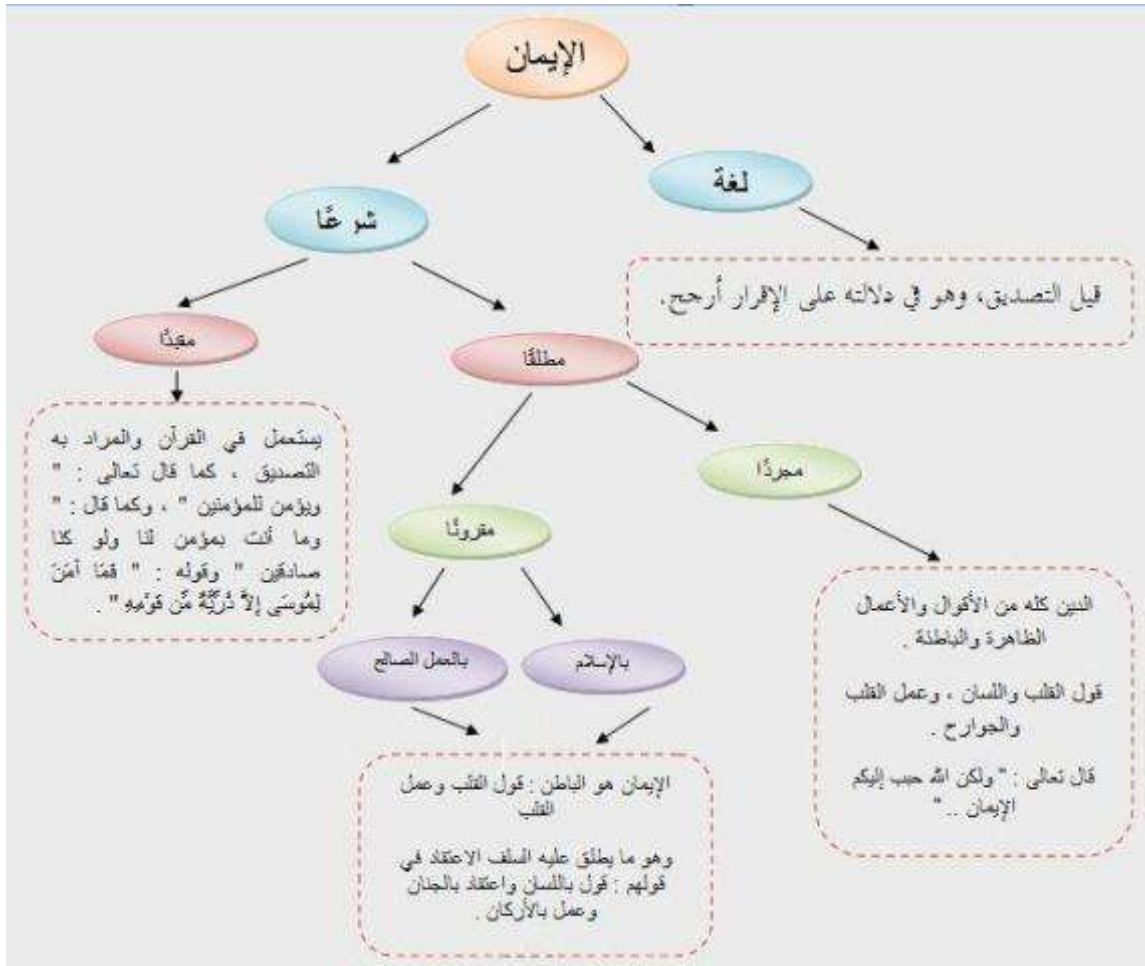 الإيمان
لغة
شرعًا
قيل التصديق، وهو في دلالته على الإقرار أرجح.
مقيدًا
مطلقًا
يستعمل في القرآن والمراد به
التصديق ، كما قال تعالى : "
ويؤمن للمؤمنين " ، وكما قال : "
وما أنت بمؤمن لنا ولو كنا
صادقين " وقوله : " فَمَا آمَنَ
لِمُوسَى إِلاَّ ذُرِّيَّةٌ مِّن قَوْمِهِ " .
مجردًا
مقرونًا
الدين كله من الأقوال والأعمال
الظاهرة والباطنة .
قول القلب واللسان ، وعمل القلب
والجوارح .
قال تعالى : " ولكن الله حبب إليكم
الإيمان .. "
بالإسلام
بالعمل الصالح
الإيمان هو الباطن : قول القلب وعمل
القلب
وهو ما يطلق عليه السلف الاعتقاد في
قولهم : قول باللسان واعتقاد بالجنان
وعمل بالأركان .